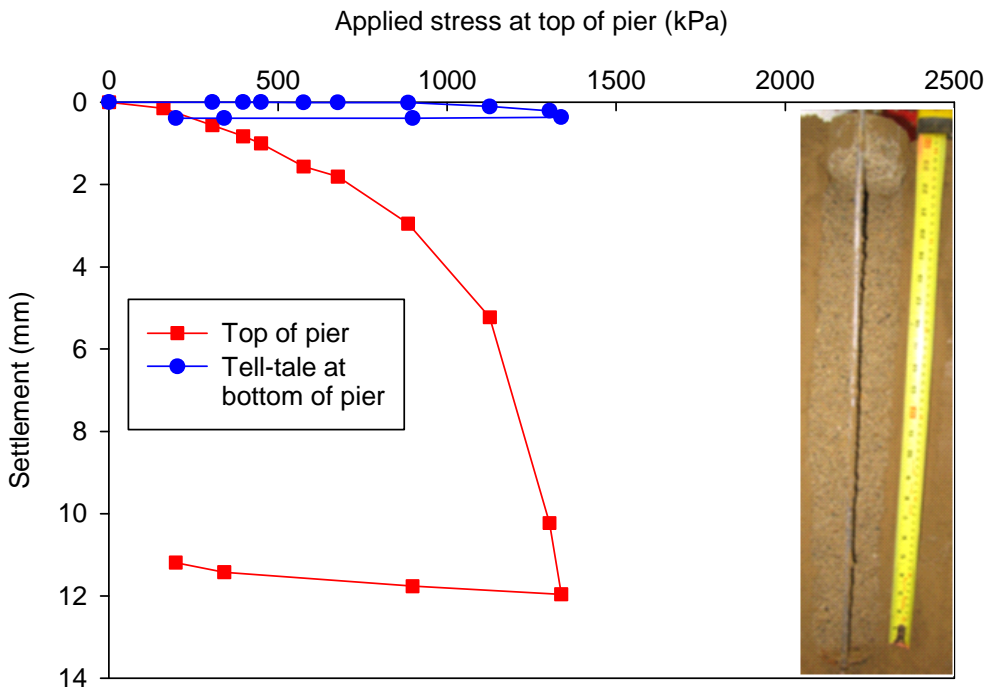 Applied stress at top of pier (kPa)
0 500 1000 1500 2000 2500
0
2
4
6
8
10
12
14
Settlement (mm)
Top of pier
Tell-tale at
bottom of pier